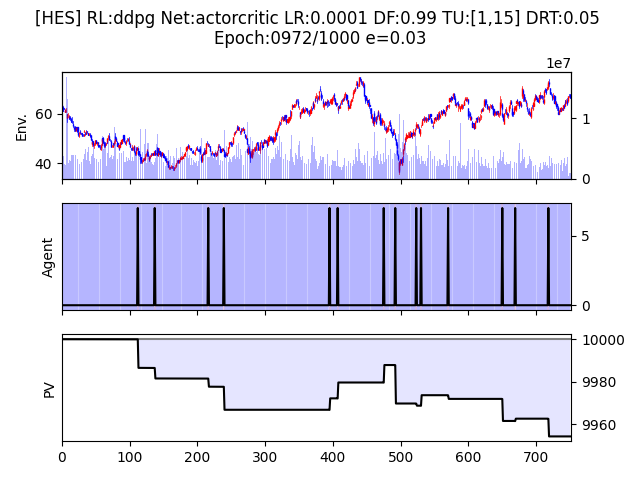 [HES] RL:ddpg Net:actorcritic LR:0.0001 DF:0.99 TU:[1,15] DRT:0.05
Epoch:0972/1000 e=0.03
1e7
Env.
60
40
1
0
Agent
5
0
PV
10000
9980
9960
0 100 200 300 400 500 600 700